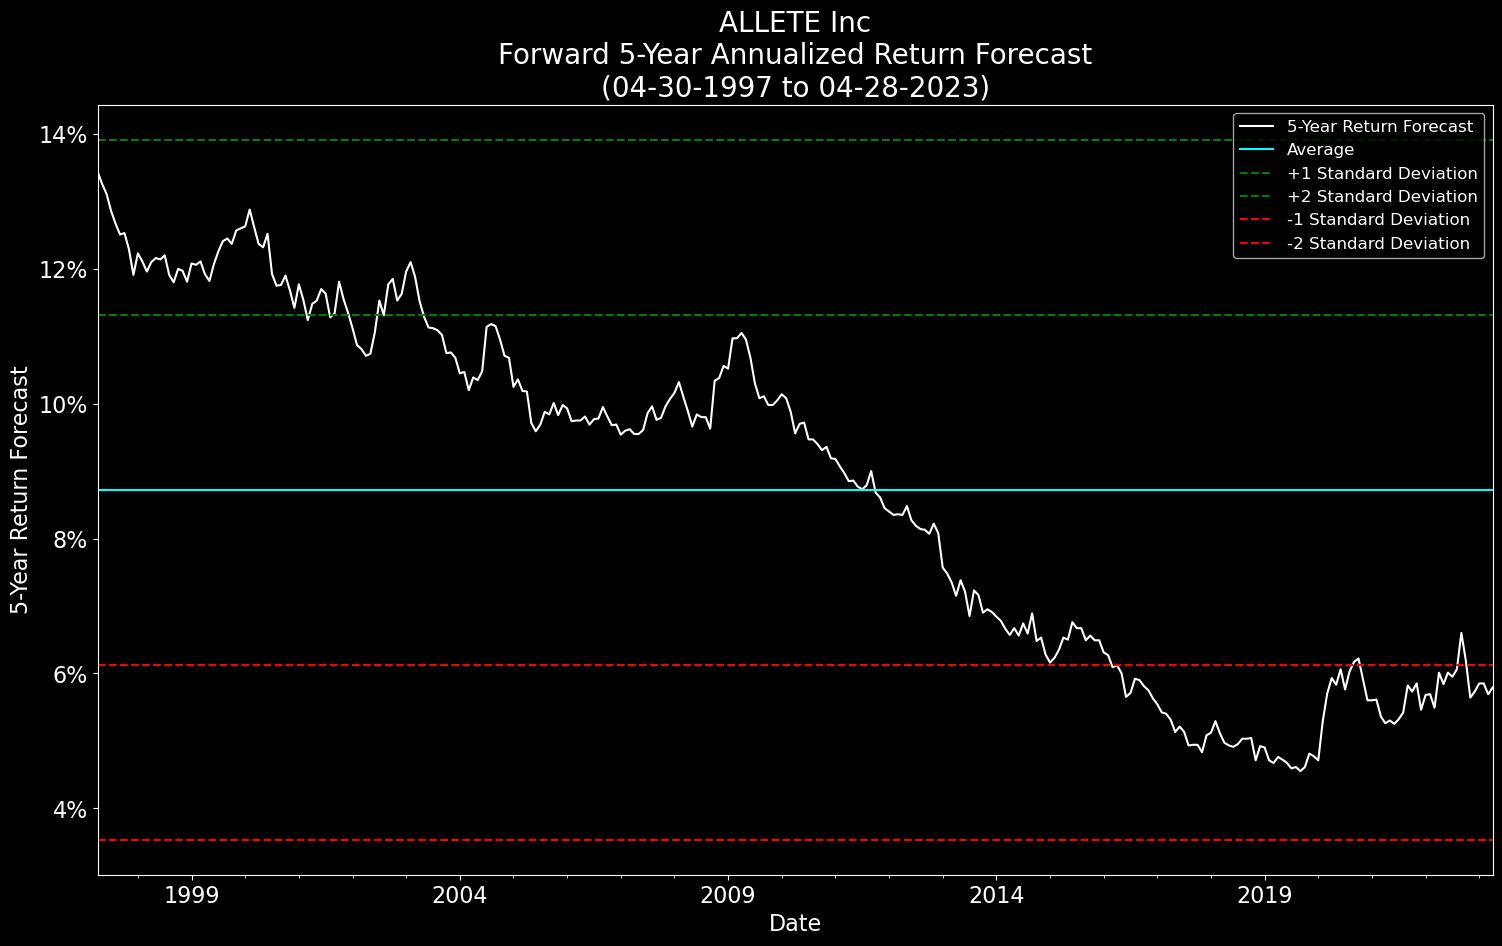 ALLETE Inc
Forward 5-Year Annualized Return Forecast
(04-30-1997 to 04-28-2023)
14%
12%
10%
8%
6%
4%
5-Year Return Forecast
5-Year Return Forecast
Average
+1 Standard Deviation
+2 Standard Deviation
-1 Standard Deviation
-2 Standard Deviation
1999 2004 2009 2014 2019
Date